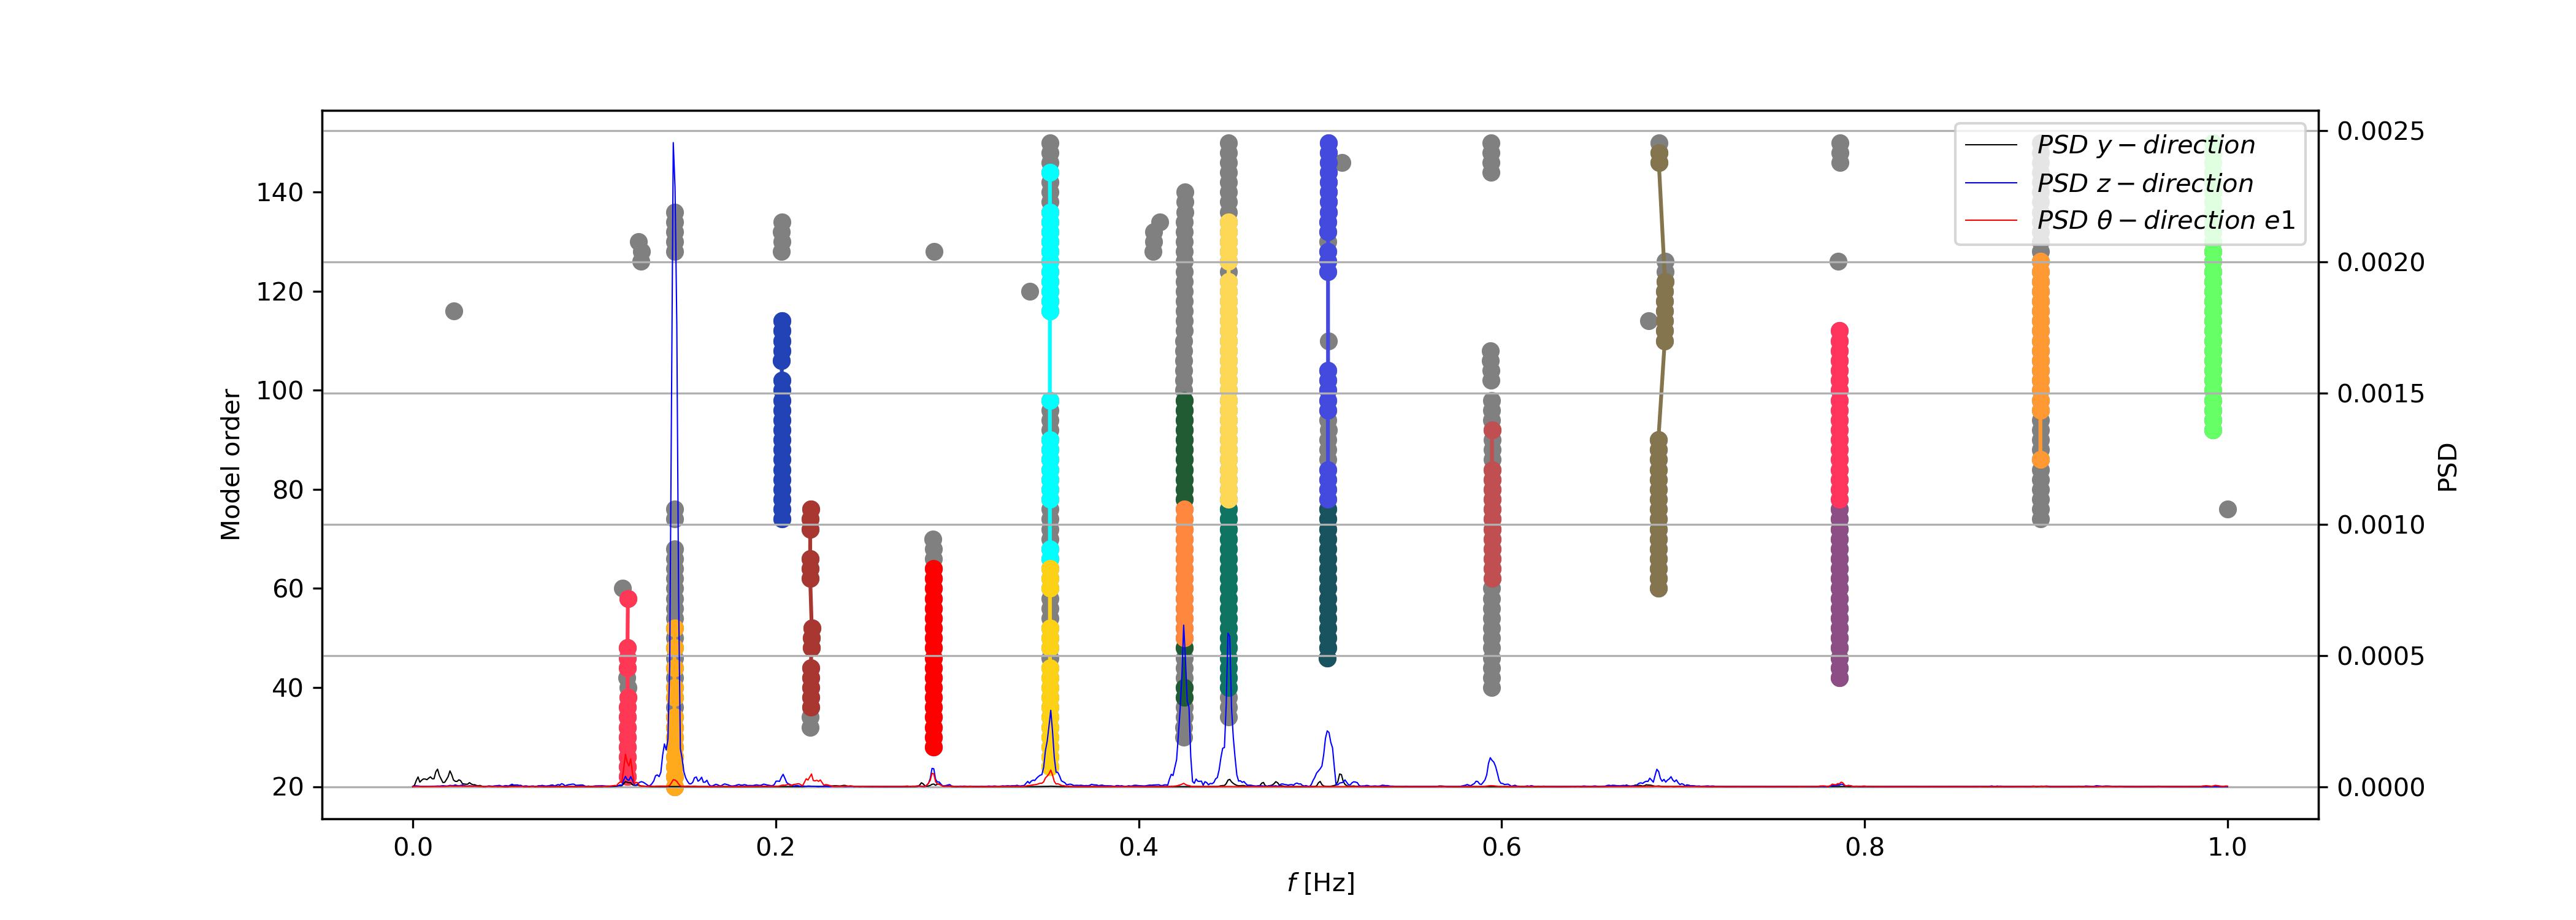 PSD y − direction
PSD z − direction
PSD θ − direction e1
Model order
140
120
100
80
60
40
20
0.0025
0.0020
0.0015
0.0010
0.0005
0.0000
PSD
0.0 0.2 0.4 0.6 0.8 1.0
f [Hz]